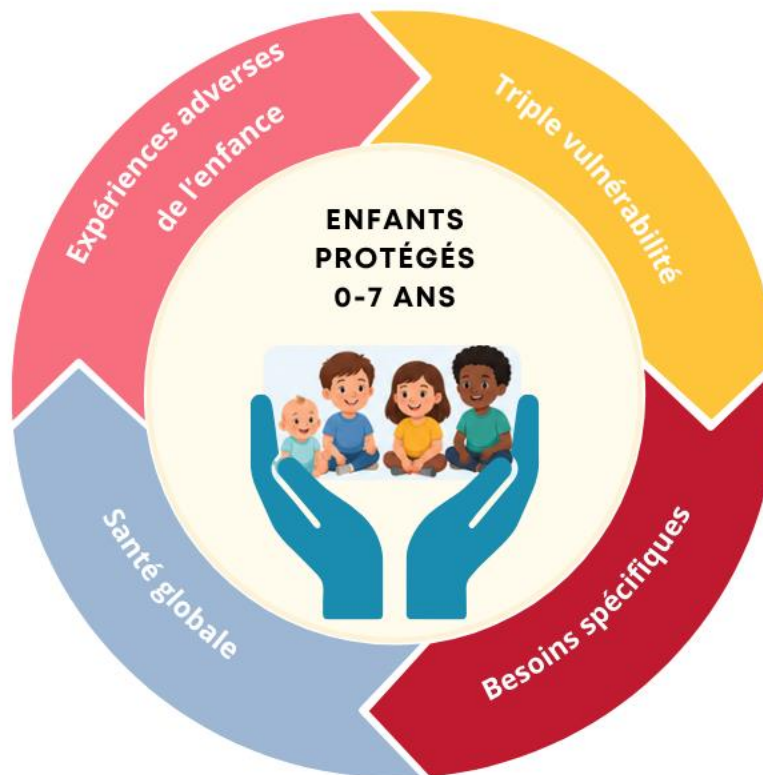 Expériences adverses
de l'enfance
Triple vulnérabilité
ENFANTS
PROTÉGÉS
0-7 ANS
Santé globale
Besoins spécifiques